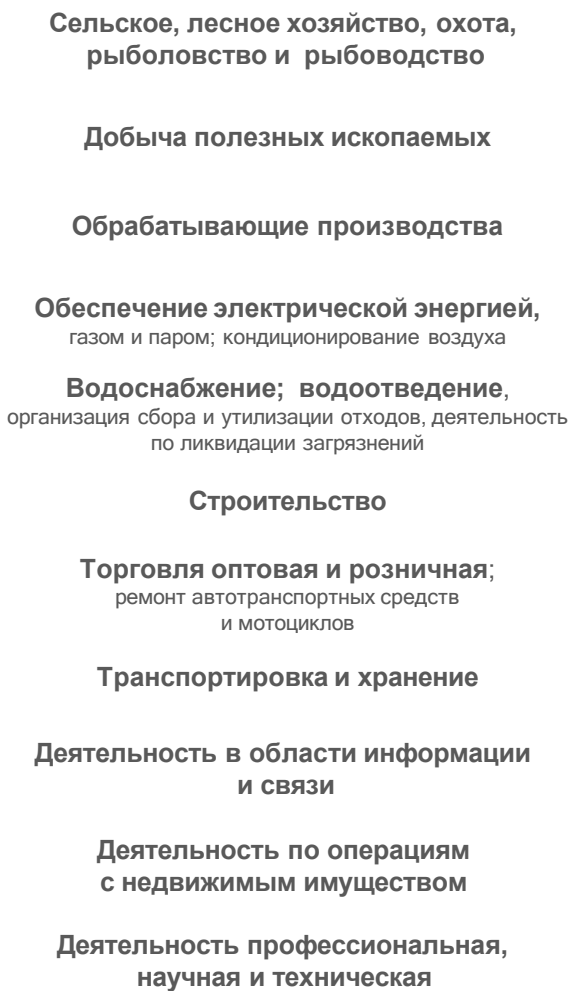 Сельское, лесное хозяйство, охота,
рыболовство и рыбоводство
Добыча полезных ископаемых
Обрабатывающие производства
Обеспечение электрической энергией,
газом и паром; кондиционирование воздуха
Водоснабжение; водоотведение,
организация сбора и утилизации отходов, деятельность
по ликвидации загрязнений
Строительство
Торговля оптовая и розничная;
ремонт автотранспортных средств
и мотоциклов
Транспортировка и хранение
Деятельность в области информации
и связи
Деятельность по операциям
с недвижимым имуществом
Деятельность профессиональная,
научная и техническая